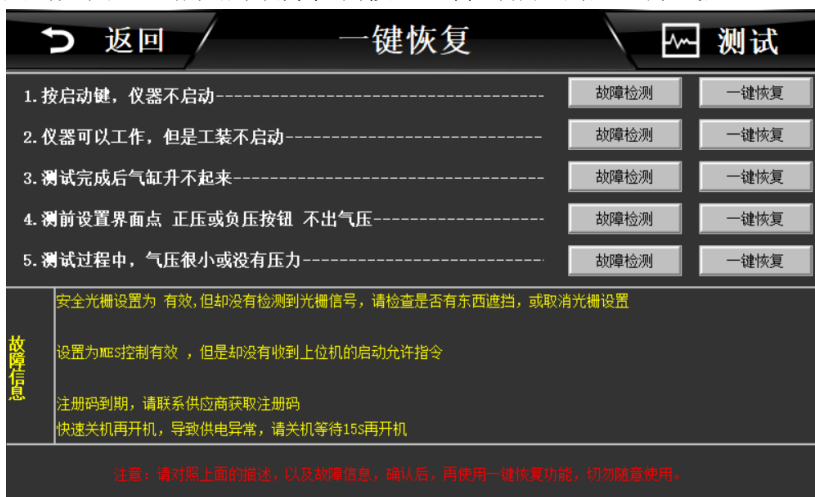 返回
一键恢复
测试
1.按启动键，仪器不启动------------------------------------ 故障检测 一键恢复
2.仪器可以工作，但是工装不启动---------------------------- 故障检测 一键恢复
3.测试完成后气缸升不起来---------------------------------- 故障检测 一键恢复
4.测前设置界面点 正压或负压按钮 不出气压------------------- 故障检测 一键恢复
5.测试过程中，气压很小或没有压力-------------------------- 故障检测 一键恢复
故障信息
安全光栅设置为 有效,但却没有检测到光栅信号，请检查是否有东西遮挡，或取消光栅设置
设置为MES控制有效 ，但是却没有收到上位机的启动允许指令
注册码到期，请联系供应商获取注册码
快速关机再开机，导致供电异常，请关机等待15S再开机
注意：请对照上面的描述，以及故障信息，确认后，再使用一键恢复功能，切勿随意使用。